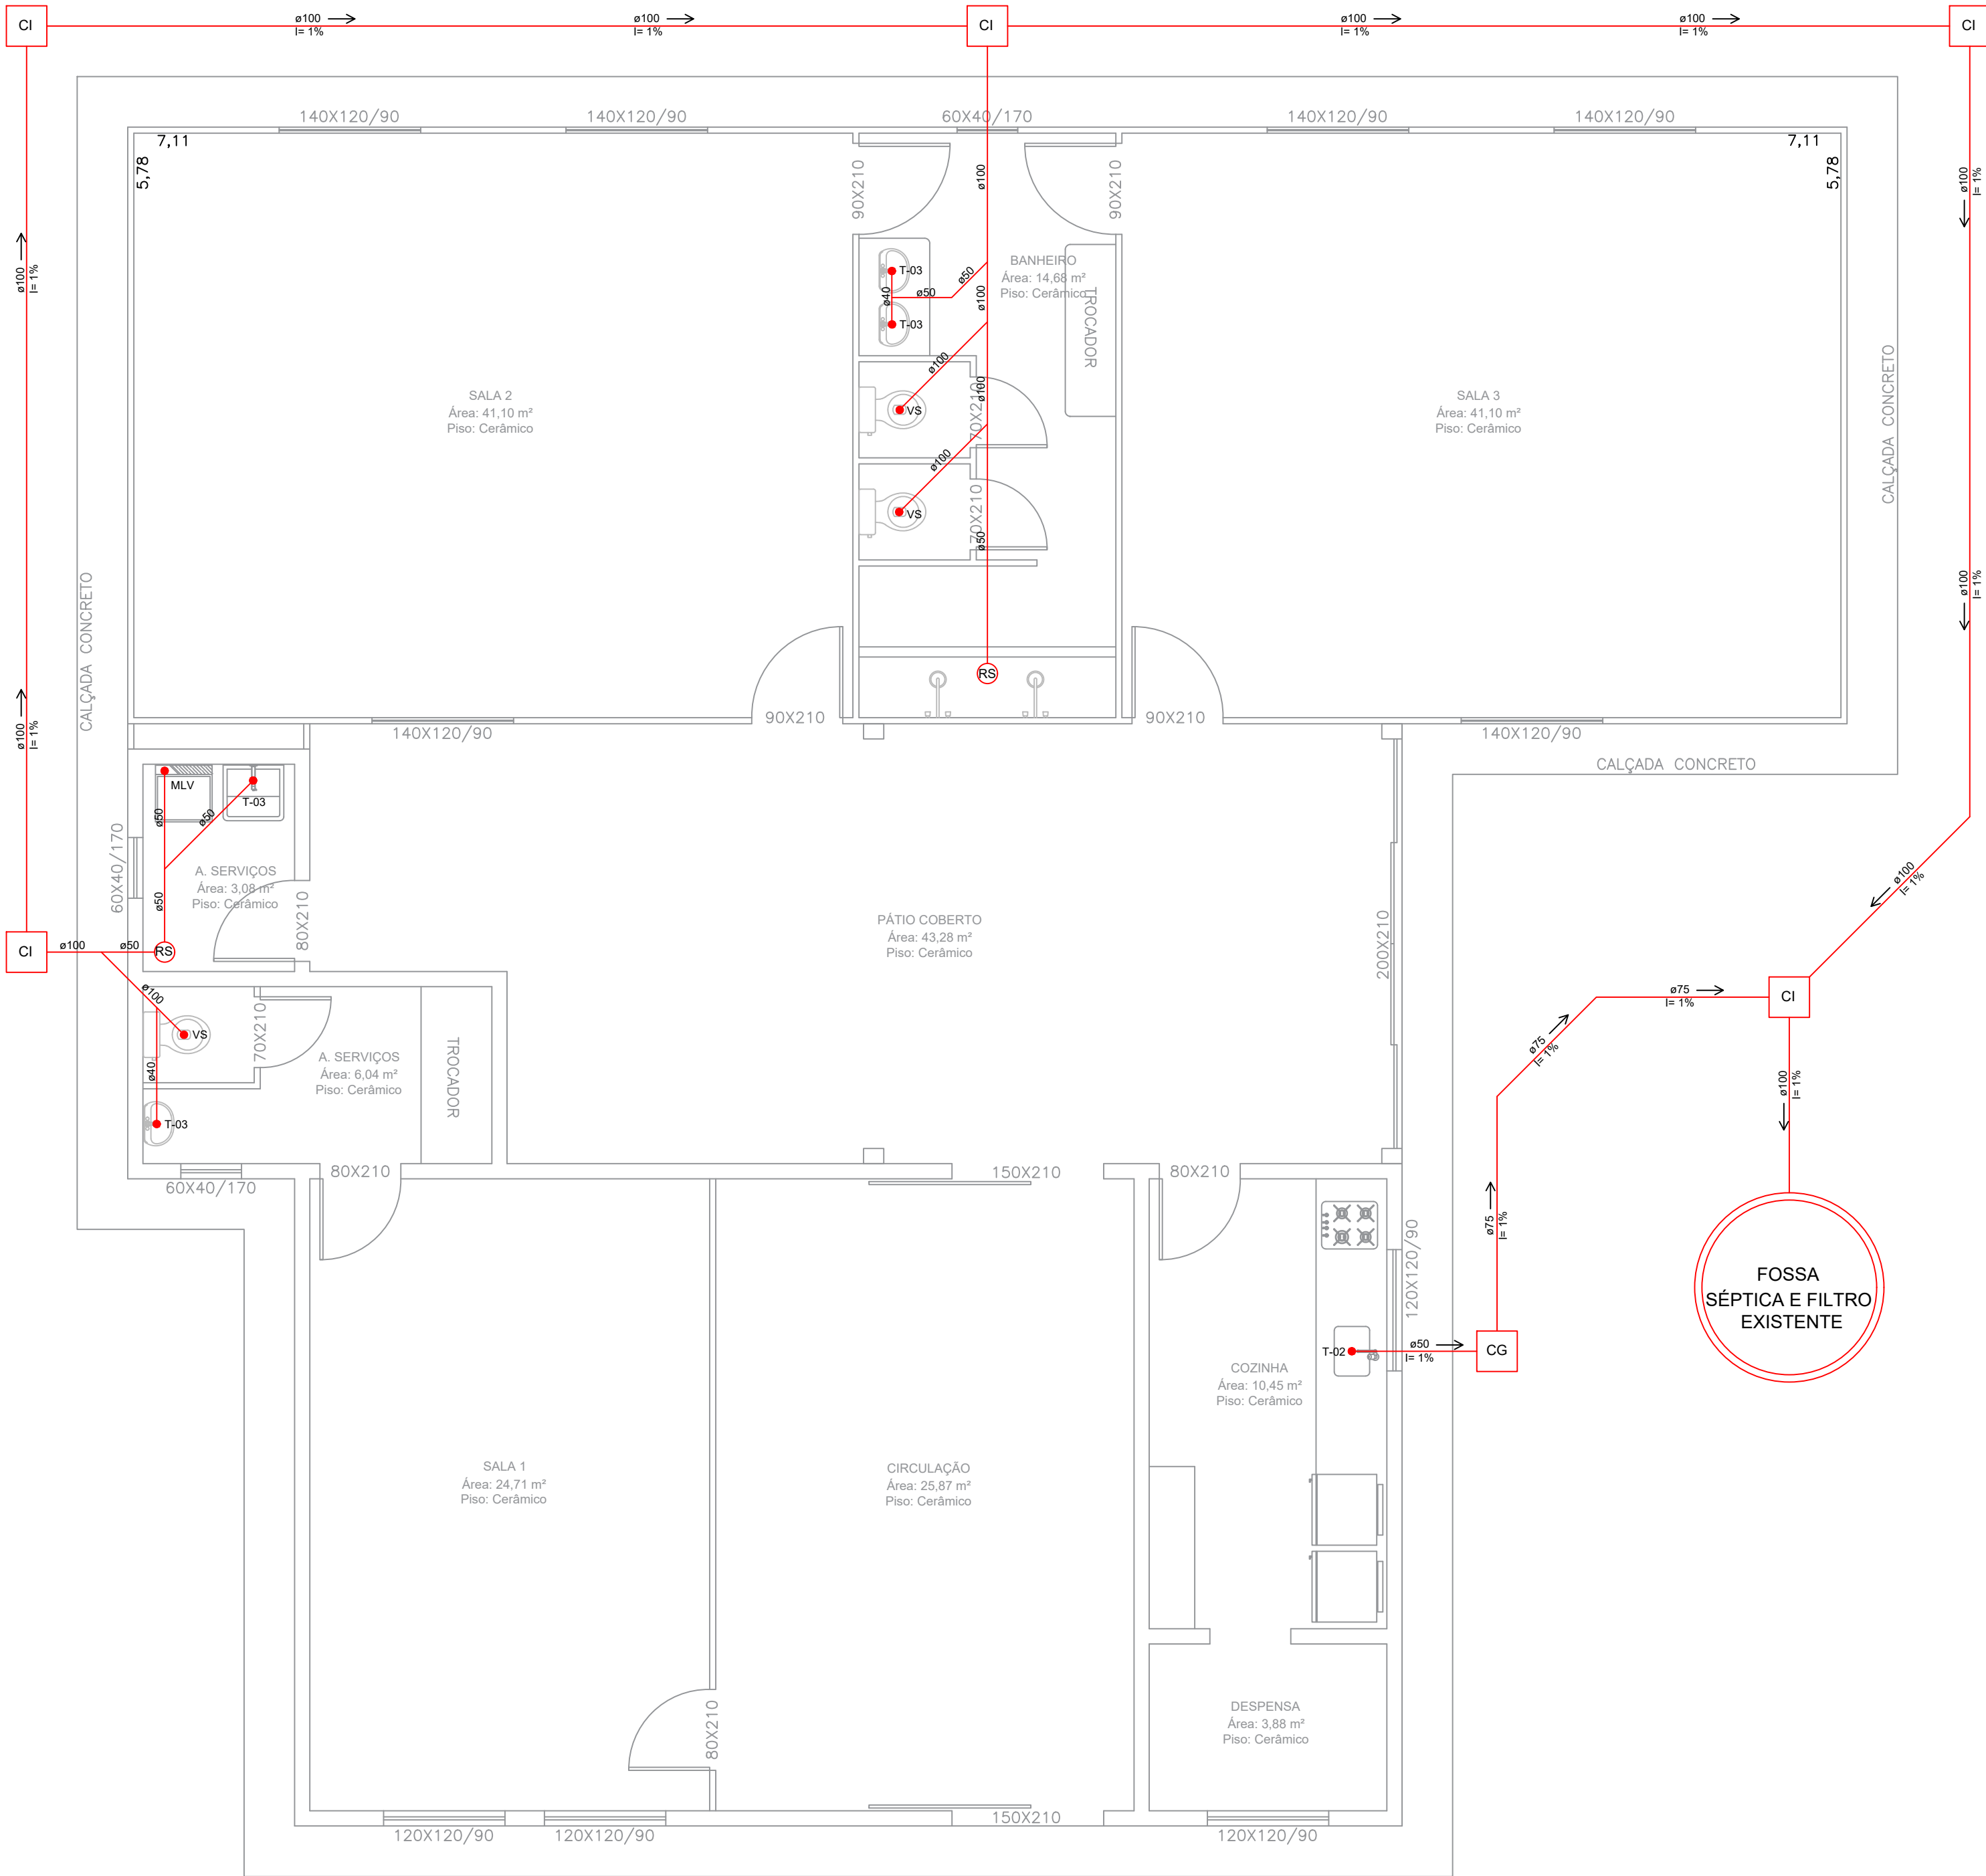 CI
ø100
I= 1%
ø100
I= 1%
CI
ø100
I= 1%
ø100
I= 1%
CI
140X120/90
140X120/90
60X40/170
140X120/90
140X120/90
7,11
5,78
7,11
5,78
90X210
90X210
ø100
ø100
I= 1%
ø100
I= 1%
BANHEIRO
Área: 14,68 m²
Piso: Cerâmico
TROCADOR
T-03
ø40
ø50
ø50
T-03
ø100
ø100
ø100
VS
70X210
ø100
VS
70X210
ø50
SALA 2
Área: 41,10 m²
Piso: Cerâmico
SALA 3
Área: 41,10 m²
Piso: Cerâmico
CALÇADA CONCRETO
CALÇADA CONCRETO
ø100
I= 1%
ø100
I= 1%
RS
90X210
90X210
140X120/90
140X120/90
CALÇADA CONCRETO
MLV
T-03
ø50
ø50
60X40/170
A. SERVIÇOS
Área: 3,08 m²
Piso: Cerâmico
ø50
80X210
PÁTIO COBERTO
Área: 43,28 m²
Piso: Cerâmico
200X210
ø100
I= 1%
CI
ø100
ø50
RS
ø100
VS
70X210
A. SERVIÇOS
Área: 6,04 m²
Piso: Cerâmico
TROCADOR
ø40
T-03
CI
ø75
I= 1%
ø75
I= 1%
ø100
I= 1%
60X40/170
80X210
150X210
80X210
ø75
I= 1%
120X120/90
FOSSA
SÉPTICA E FILTRO
EXISTENTE
T-02
ø50
I= 1%
CG
COZINHA
Área: 10,45 m²
Piso: Cerâmico
SALA 1
Área: 24,71 m²
Piso: Cerâmico
CIRCULAÇÃO
Área: 25,87 m²
Piso: Cerâmico
80X210
DESPENSA
Área: 3,88 m²
Piso: Cerâmico
120X120/90
120X120/90
150X210
120X120/90